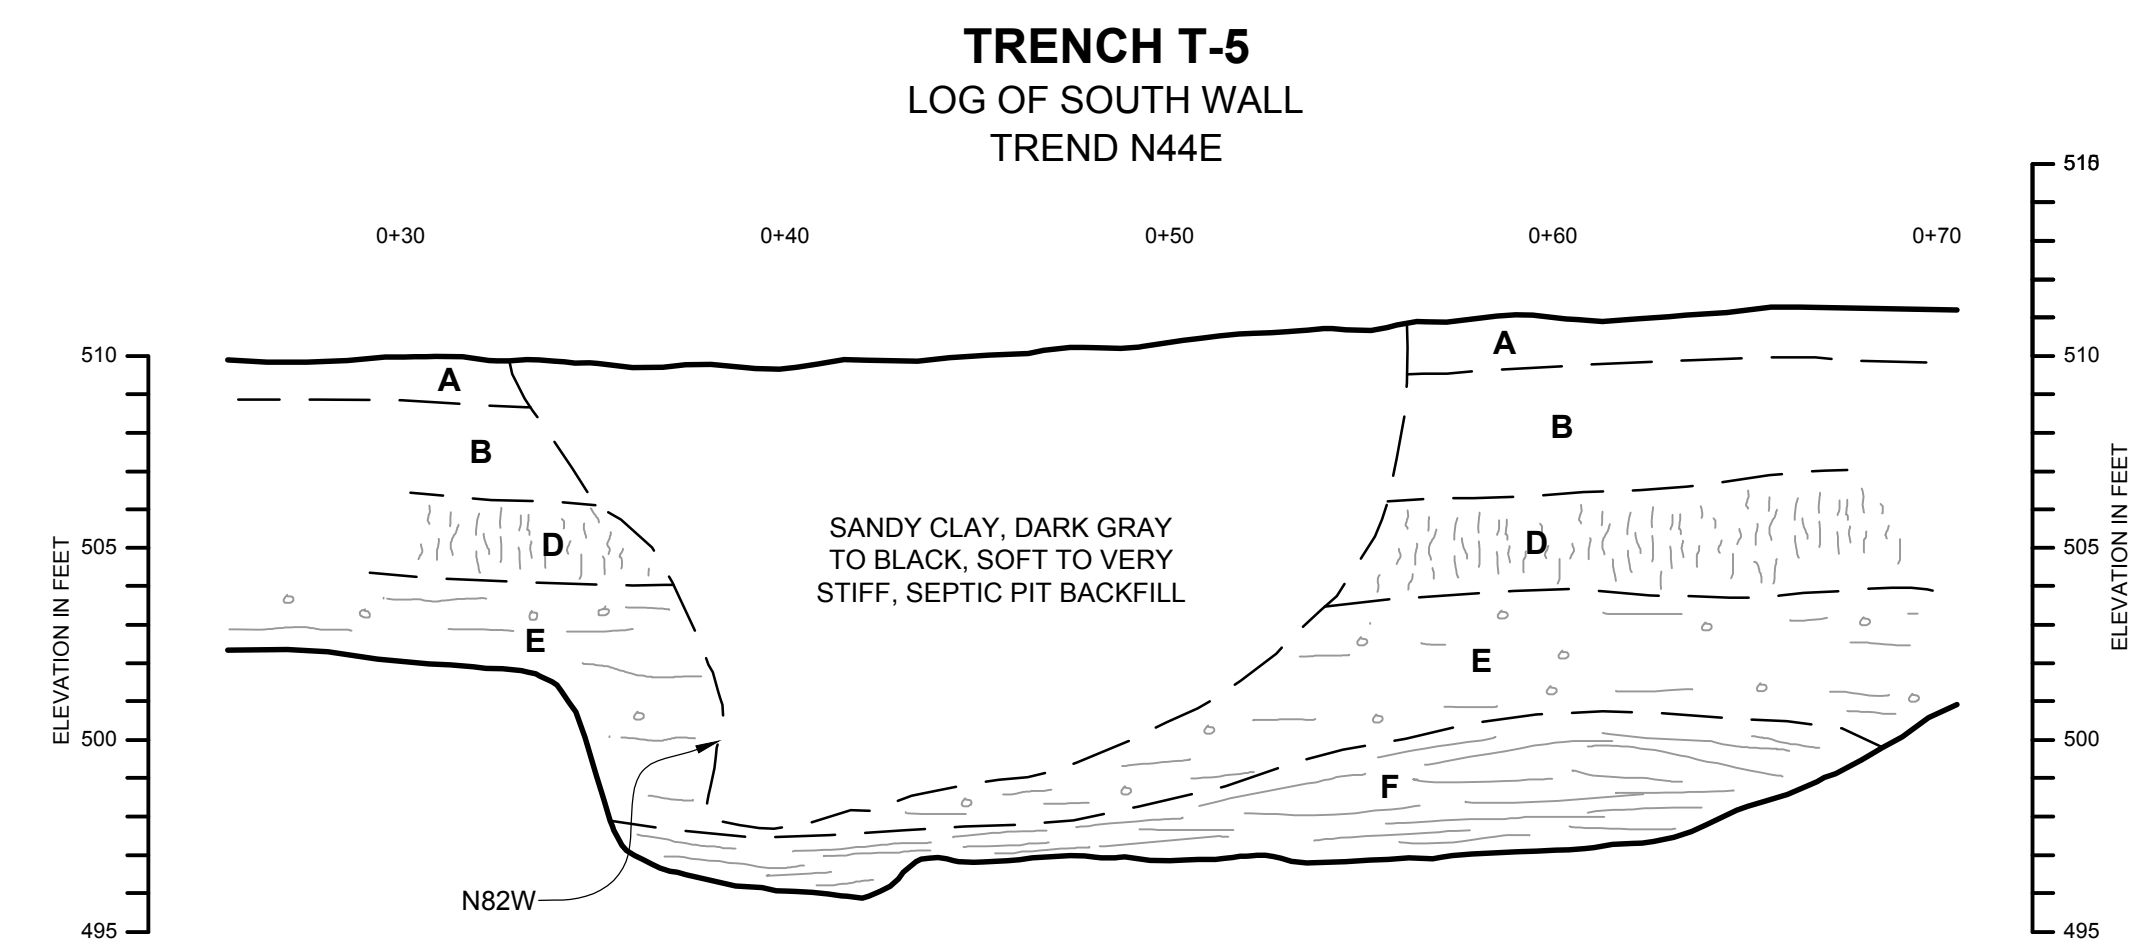 TRENCH T-5
LOG OF SOUTH WALL
TREND N44E
0+30 0+40 0+50 0+60 0+70
510
510
A
A
B
B
SANDY CLAY, DARK GRAY
TO BLACK, SOFT TO VERY
STIFF, SEPTIC PIT BACKFILL
505
D
D
505
E
E
ELEVATION IN FEET
ELEVATION IN FEET
500
500
F
N82W
495
495